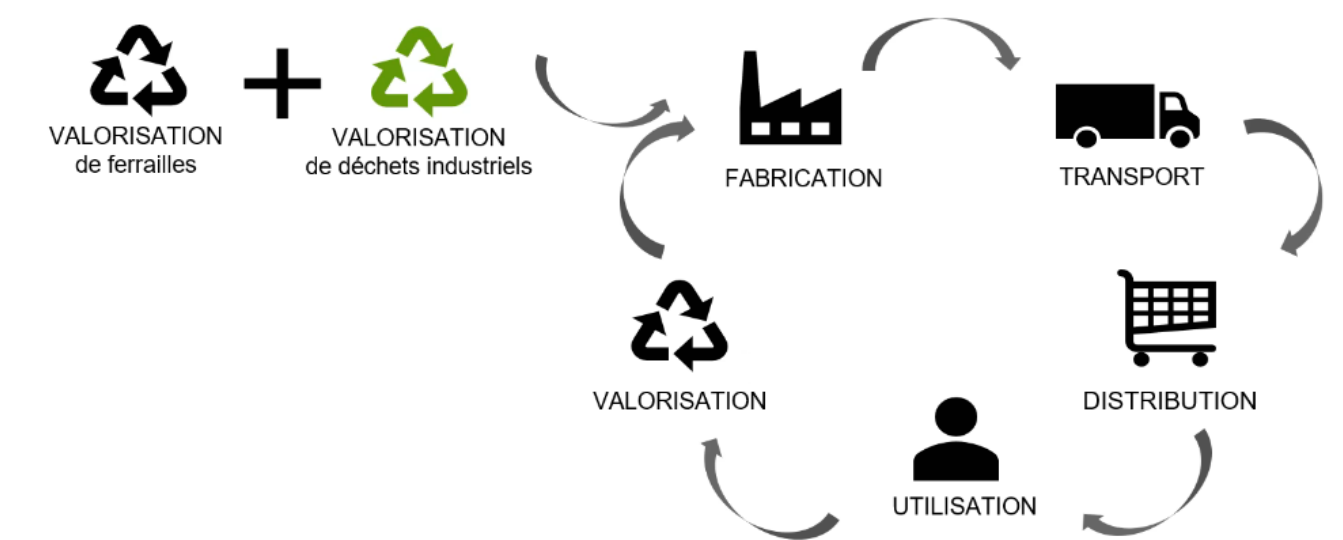 VALORISATION
de ferrailles
VALORISATION
de déchets industriels
FABRICATION
TRANSPORT
DISTRIBUTION
UTILISATION
VALORISATION